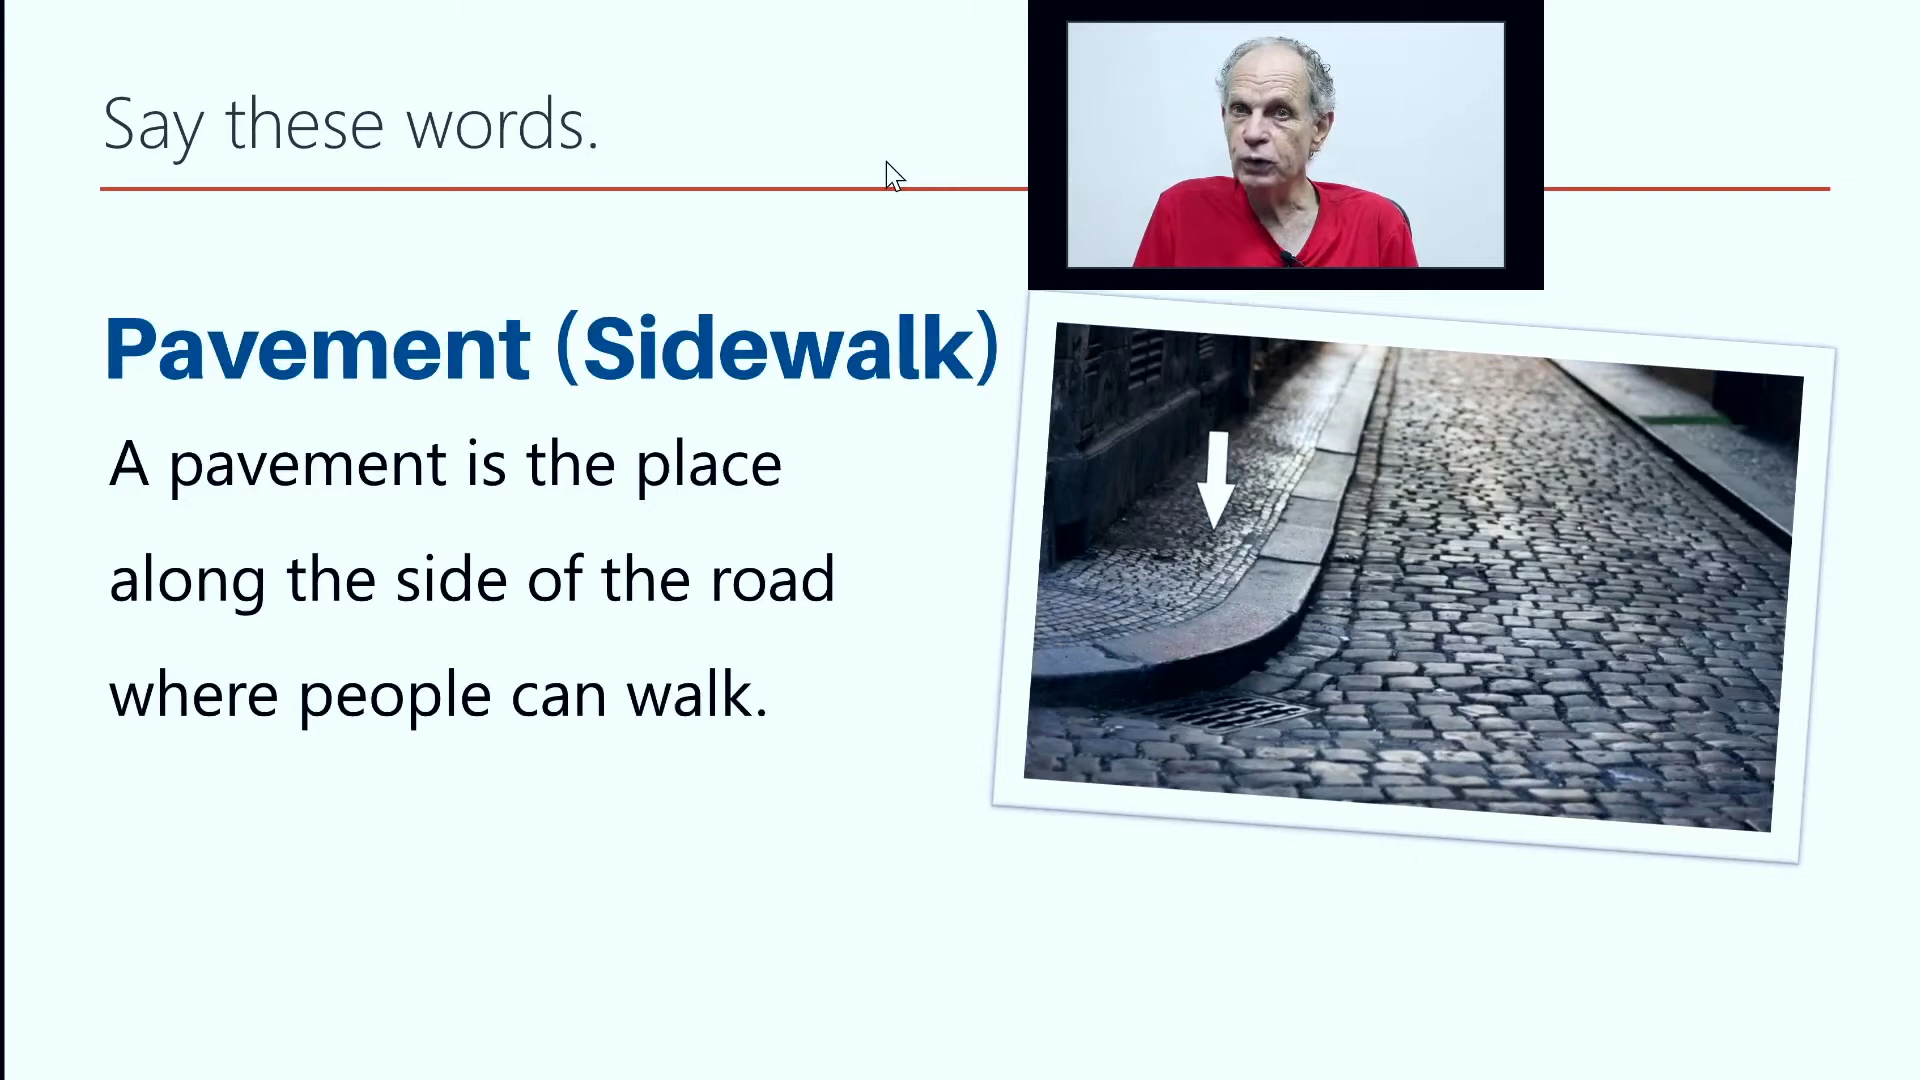 Say these words.
Pavement (Sidewalk)
A pavement is the place
along the side of the road
where people can walk.